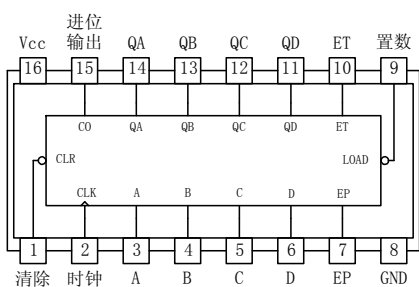 进位
Vcc 输出 QA QB QC QD ET 置数
16 15 14 13 12 11 10 9
CO QA QB QC QD ET
CLR LOAD
CLK A B C D EP
1 2 3 4 5 6 7 8
清除 时钟 A B C D EP GND